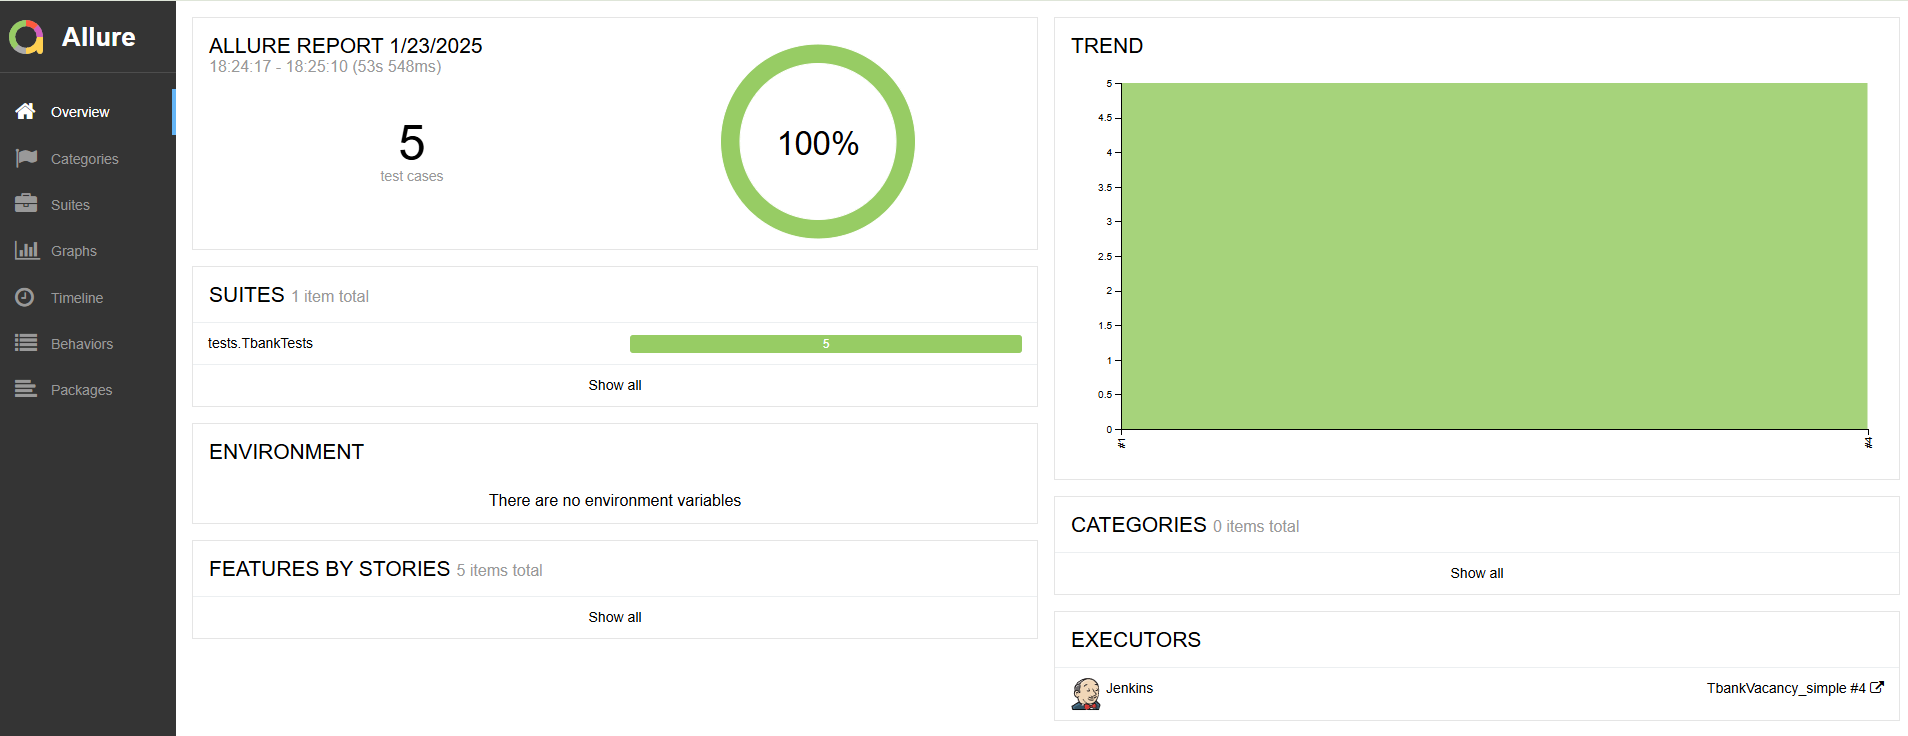 Allure
Overview
Categories
Suites
Graphs
Timeline
Behaviors
Packages
ALLURE REPORT 1/23/2025
18:24:17 - 18:25:10 (53s 548ms)
5
test cases
100%
SUITES 1 item total
tests.TbankTests
5
Show all
ENVIRONMENT
There are no environment variables
FEATURES BY STORIES 5 items total
Show all
TREND
5
4.5
4
3.5
3
2.5
2
1.5
1
0.5
0
#1
#4
CATEGORIES 0 items total
Show all
EXECUTORS
Jenkins
TbankVacancy_simple #4